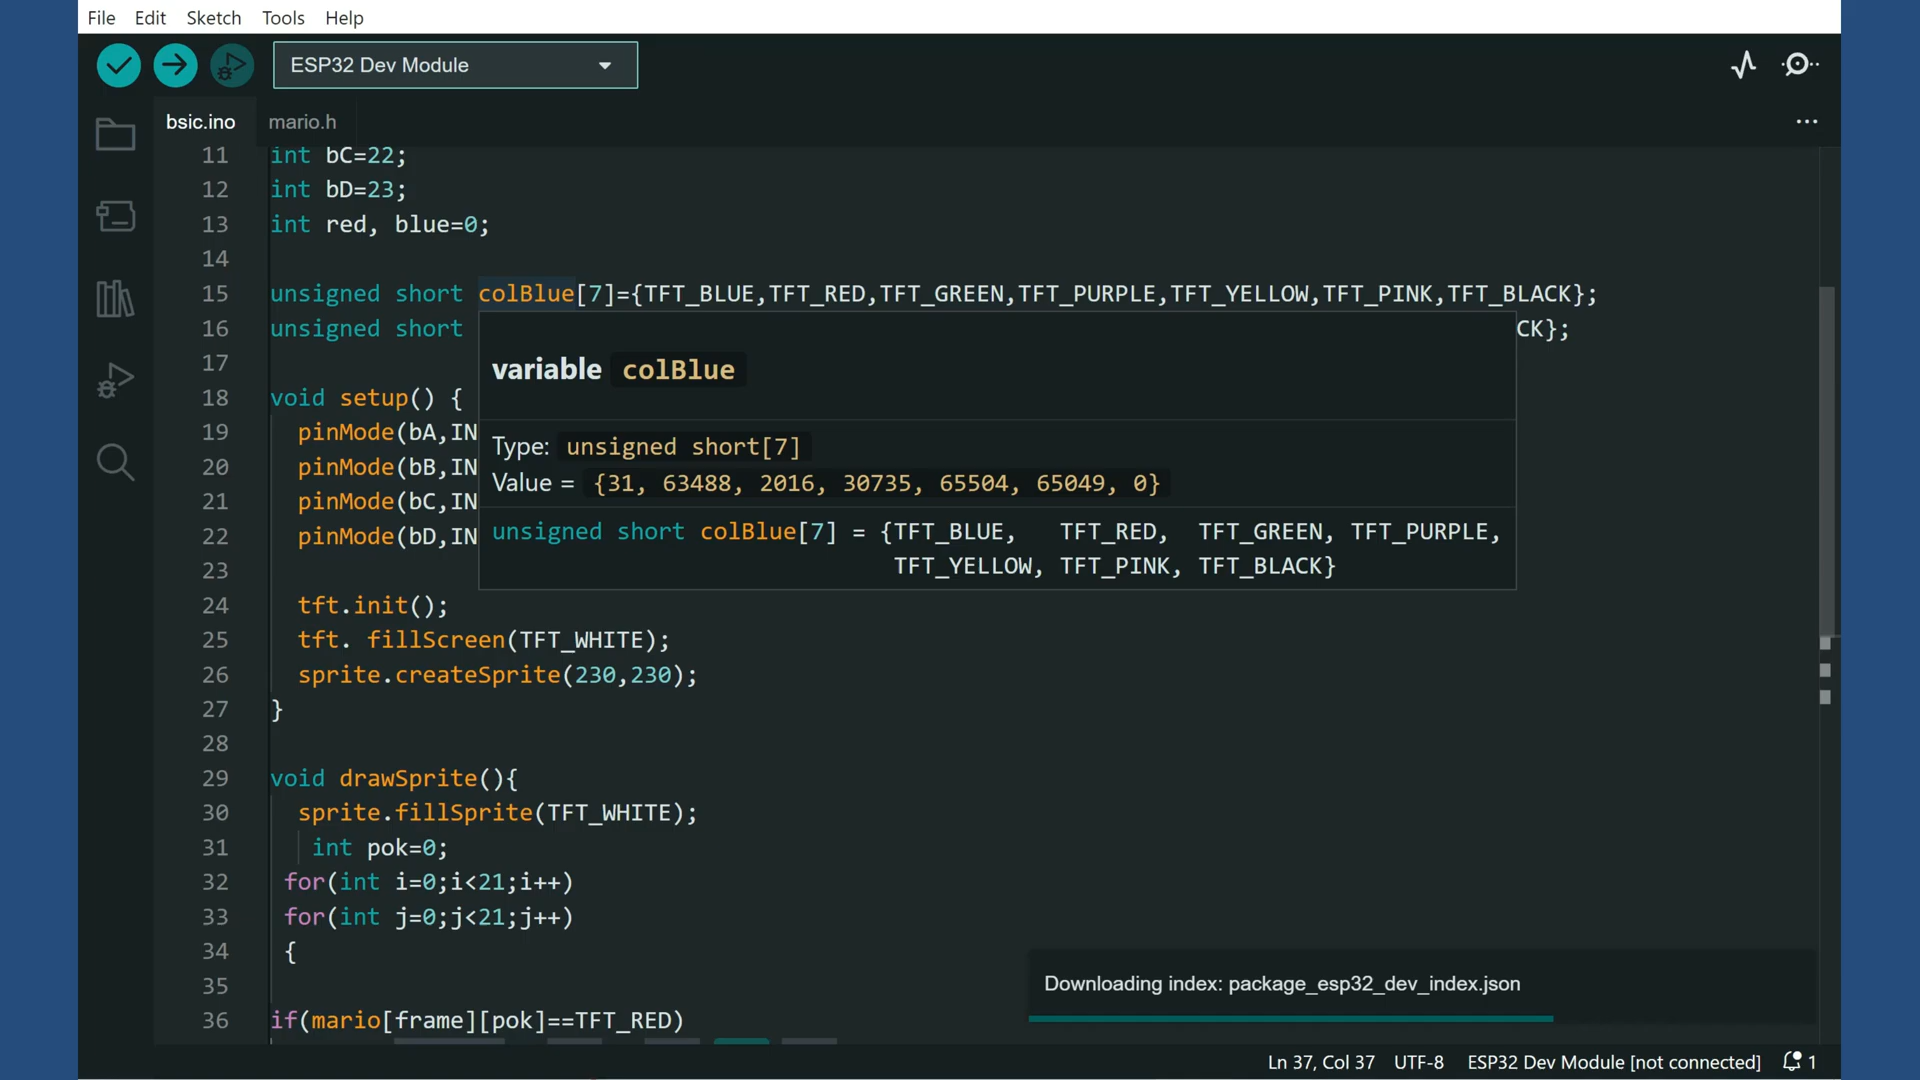 File Edit Sketch Tools Help
ESP32 Dev Module
bsic.ino mario.h
11 int bC=22;
12 int bD=23;
13 int red, blue=0;
14
15 unsigned short colBlue[7]={TFT_BLUE,TFT_RED,TFT_GREEN,TFT_PURPLE,TFT_YELLOW,TFT_PINK,TFT_BLACK};
16 unsigned short CK};
17
variable colBlue
18 void setup() {
19 pinMode(bA,IN
Type: unsigned short[7]
20 pinMode(bB,IN
Value = {31, 63488, 2016, 30735, 65504, 65049, 0}
21 pinMode(bC,IN
22 pinMode(bD,IN
unsigned short colBlue[7] = {TFT_BLUE, TFT_RED, TFT_GREEN, TFT_PURPLE,
TFT_YELLOW, TFT_PINK, TFT_BLACK}
23
24 tft.init();
25 tft. fillScreen(TFT_WHITE);
26 sprite.createSprite(230,230);
27 }
28
29 void drawSprite(){
30 sprite.fillSprite(TFT_WHITE);
31 int pok=0;
32 for(int i=0;i<21;i++)
33 for(int j=0;j<21;j++)
34 {
35
36 if(mario[frame][pok]==TFT_RED)
Downloading index: package_esp32_dev_index.json
Ln 37, Col 37 UTF-8 ESP32 Dev Module [not connected] 1